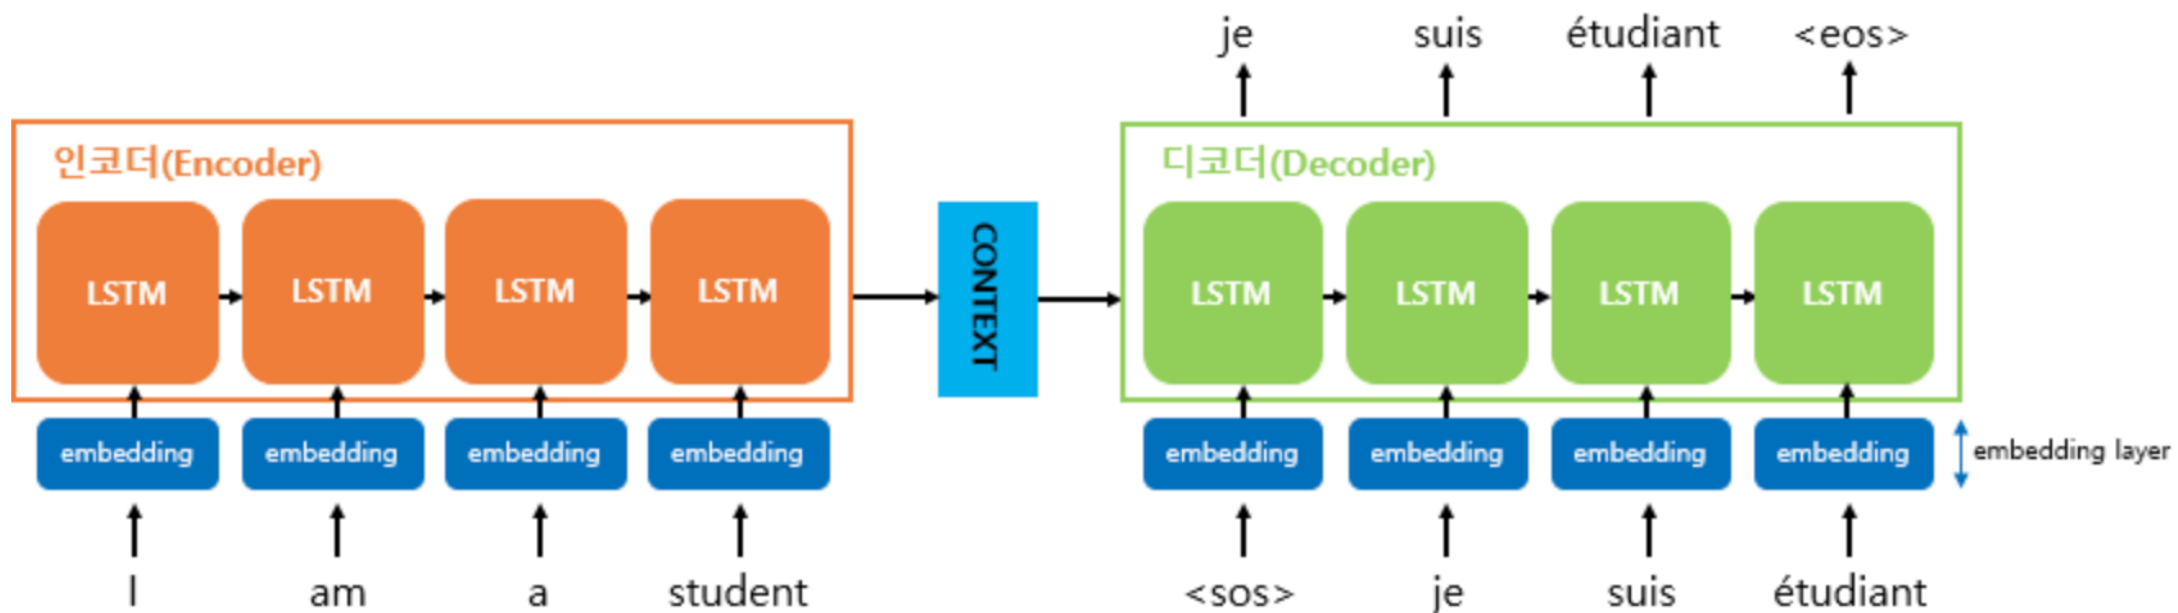 je suis étudiant <eos>
인코더(Encoder)
디코더(Decoder)
LSTM LSTM LSTM LSTM
CONTEXT
LSTM LSTM LSTM LSTM
embedding embedding embedding embedding
embedding embedding embedding embedding
embedding layer
I am a student
<sos> je suis étudiant